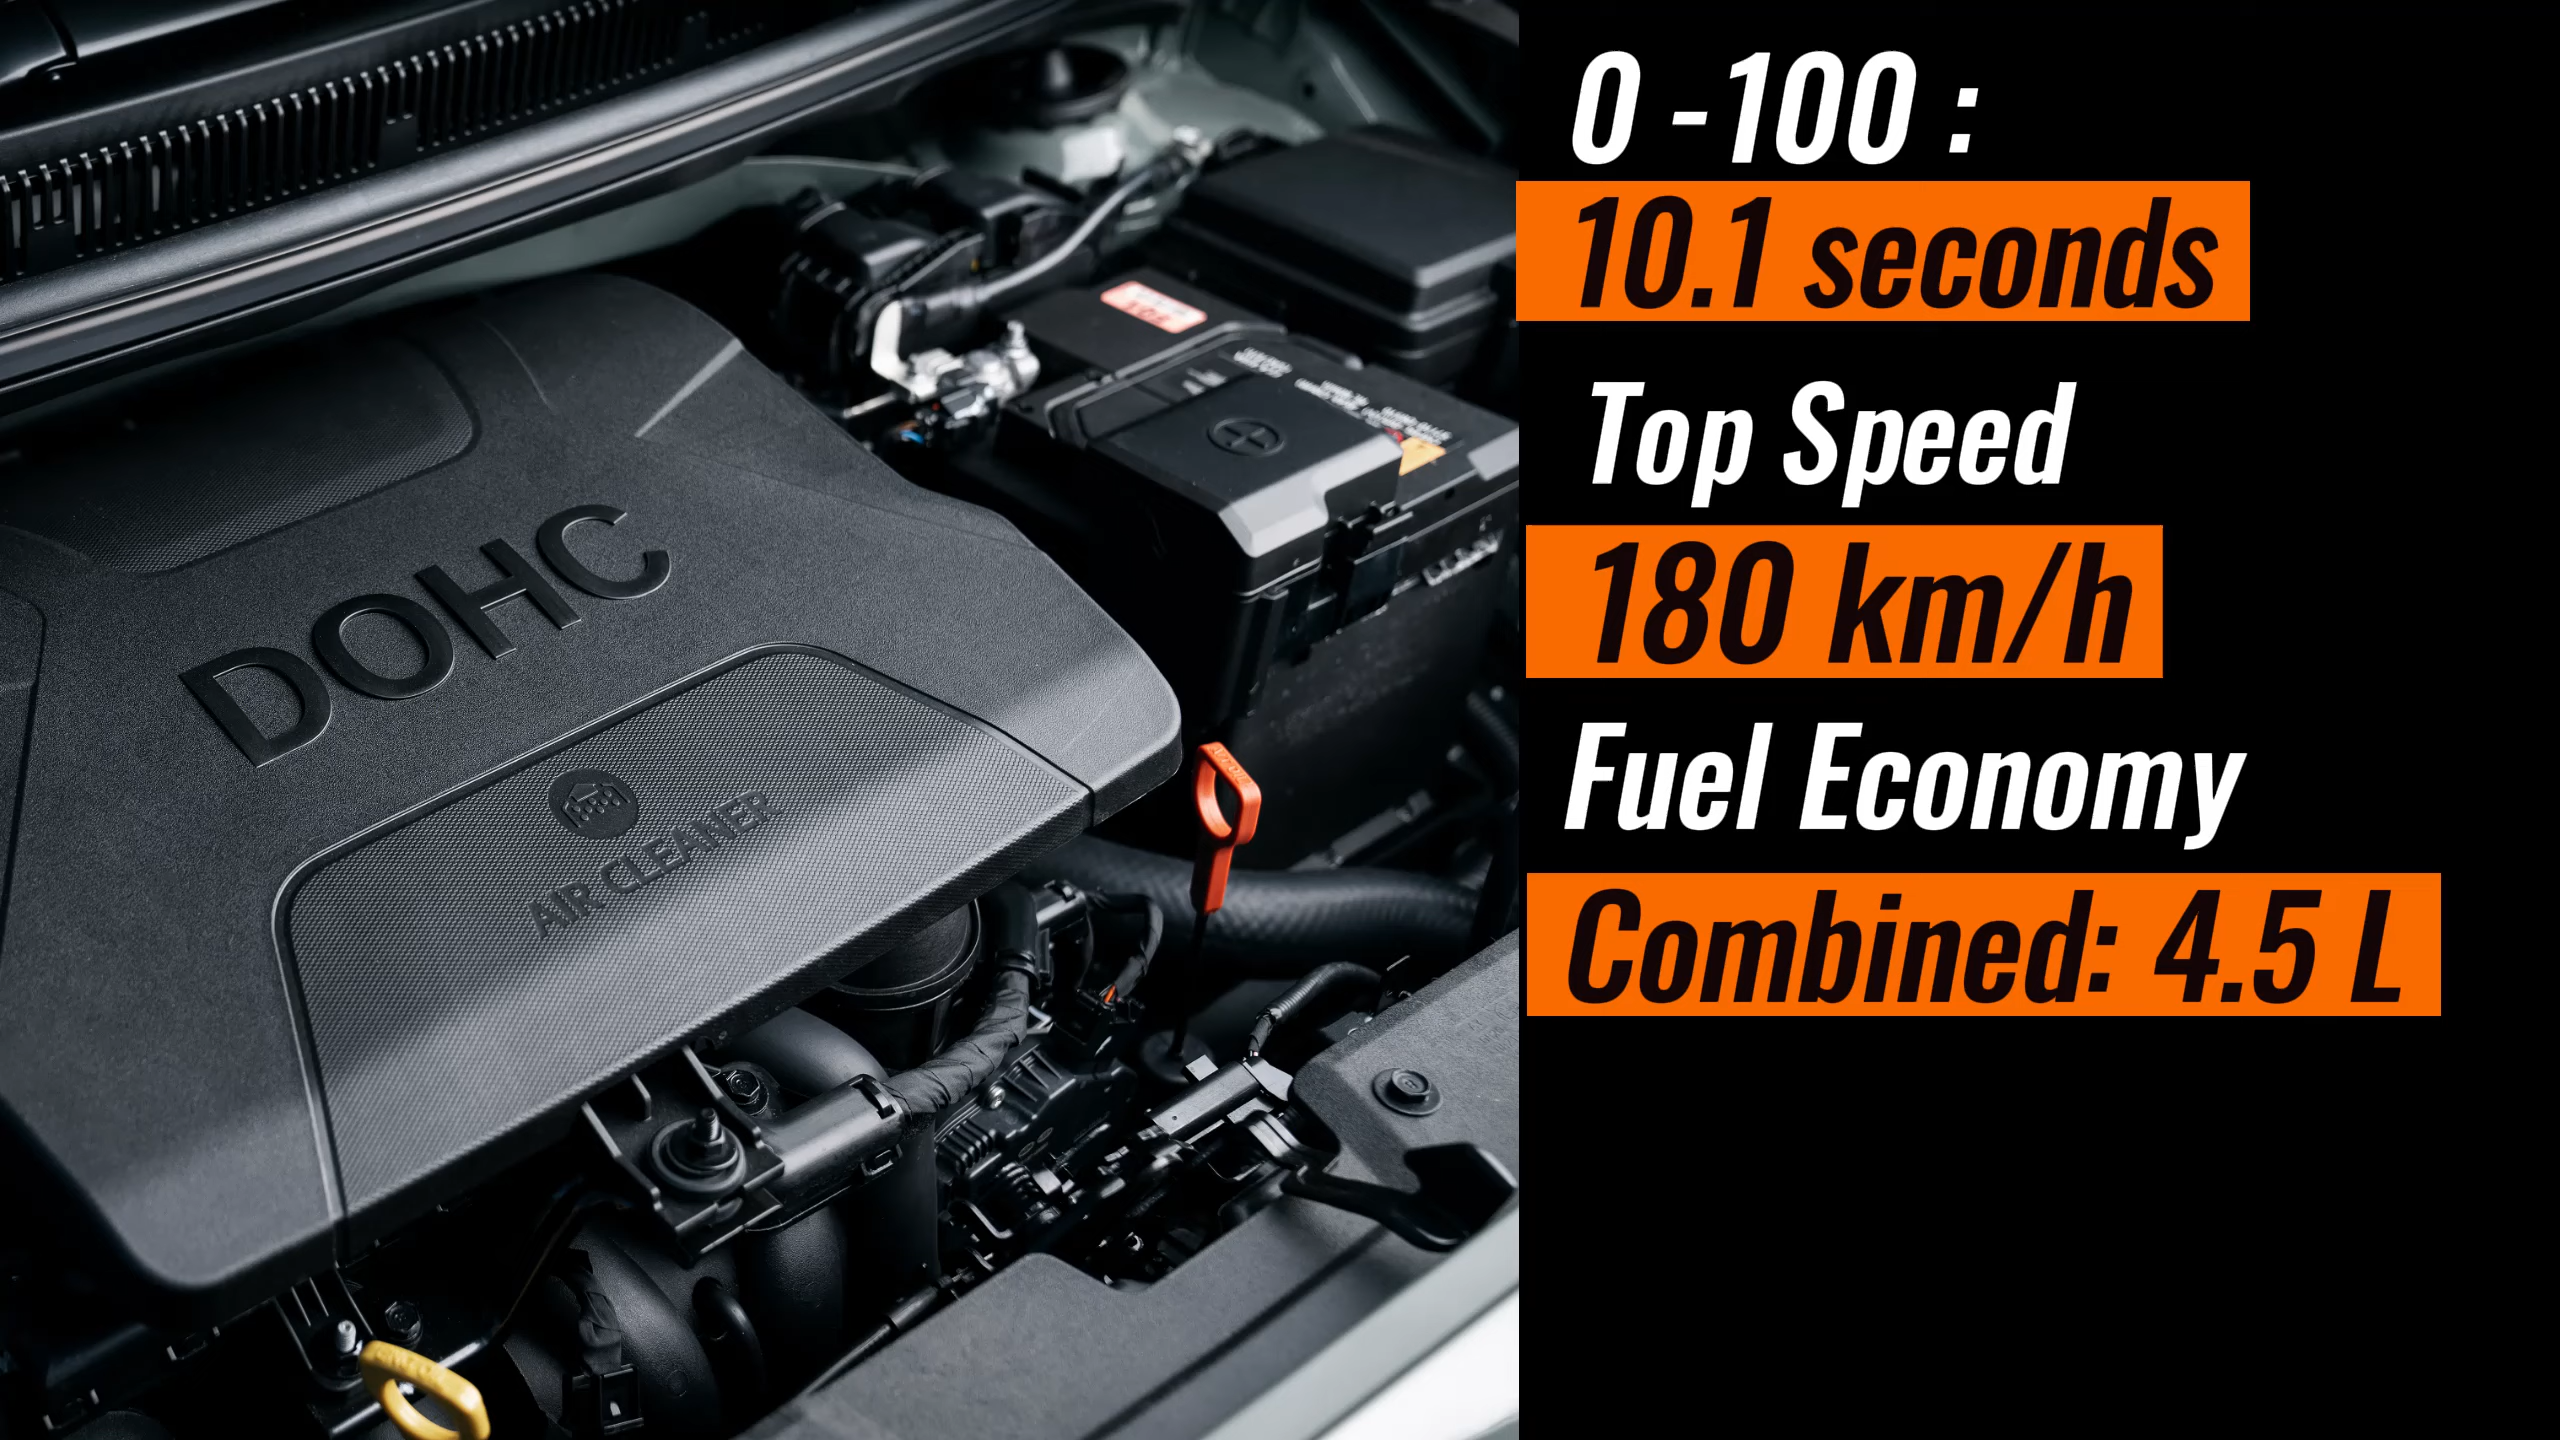 0 -100 :
10.1 seconds
Top Speed
180 km/h
Fuel Economy
Combined: 4.5 L
DOHC
AIR CLEANER